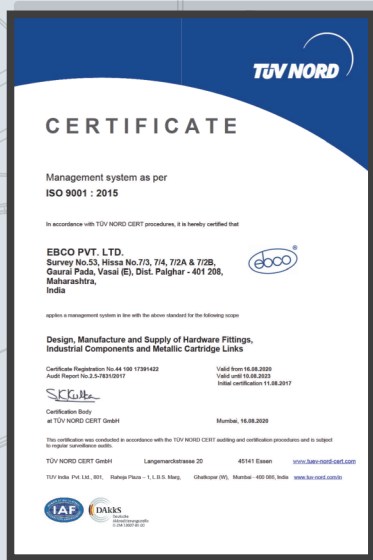 TÜV NORD
CERTIFICATE
Management system as per
ISO 9001 : 2015
In accordance with TÜV NORD CERT procedures, it is hereby certified that
EBCO PVT. LTD.
Survey No.53, Hissa No.7/3, 7/4, 7/2A & 7/2B,
Gaurai Pada, Vasai (E), Dist. Palghar - 401 208,
Maharashtra,
India
ebco®
applies a management system in line with the above standard for the following scope
Design, Manufacture and Supply of Hardware Fittings,
Industrial Components and Metallic Cartridge Links
Certificate Registration No.44 100 17391422
Audit Report No.2.5-7831/2017
Valid from 16.08.2020
Valid until 10.08.2023
Initial certification 11.08.2017
Certification Body
at TÜV NORD CERT GmbH
Mumbai, 16.08.2020
This certification was conducted in accordance with the TÜV NORD CERT auditing and certification procedures and is subject
to regular surveillance audits.
TÜV NORD CERT GmbH Langemarckstrasse 20 45141 Essen www.tuev-nord-cert.com
TUV India Pvt. Ltd., 801, Raheja Plaza – 1, L.B.S. Marg, Ghatkopar (W), Mumbai - 400 086, India www.tuv-nord.com/in
IAF
DAkkS
Deutsche
Akkreditierungsstelle